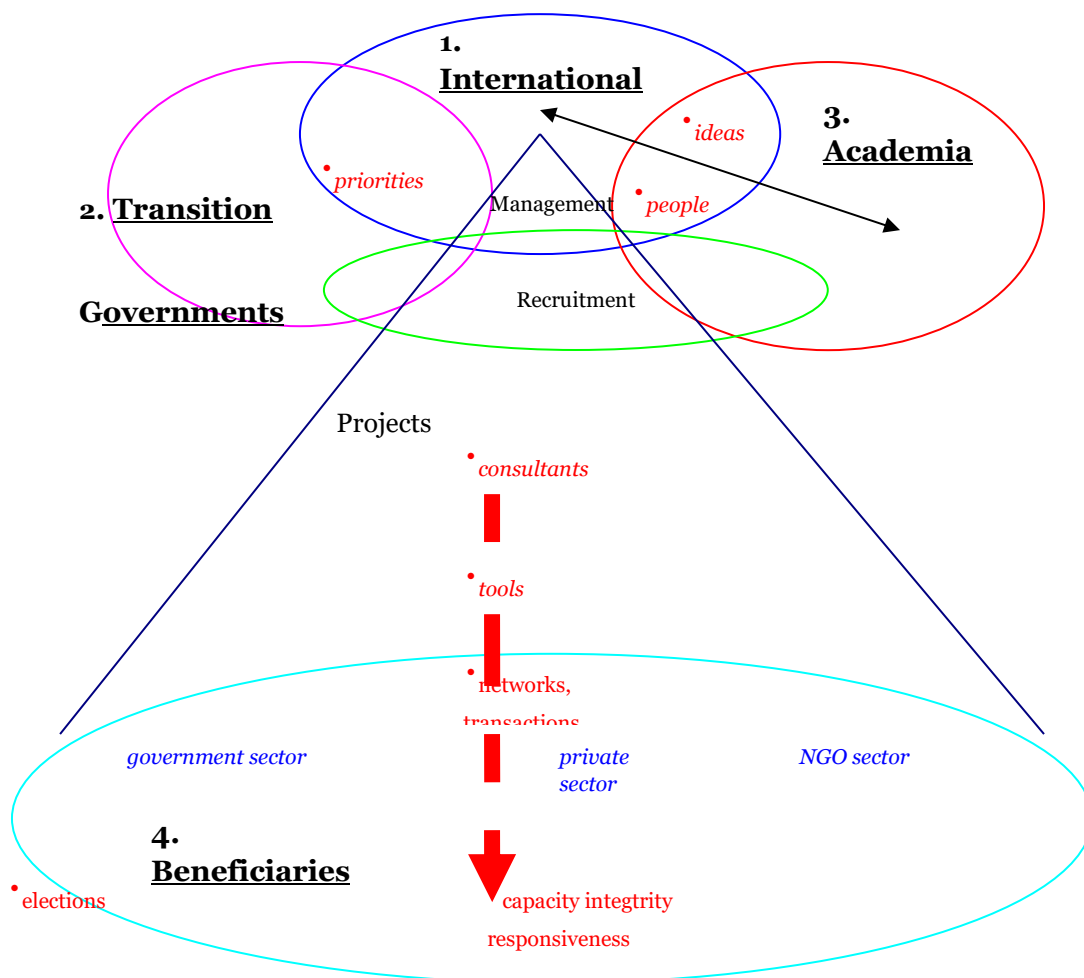 1.
International
• ideas
3.
Academia
• priorities
• people
2. Transition
Management
Recruitment
Governments
Projects
• consultants
• tools
• networks,
transactions
government sector
private
sector
NGO sector
4.
Beneficiaries
• elections
capacity integtrity
responsiveness